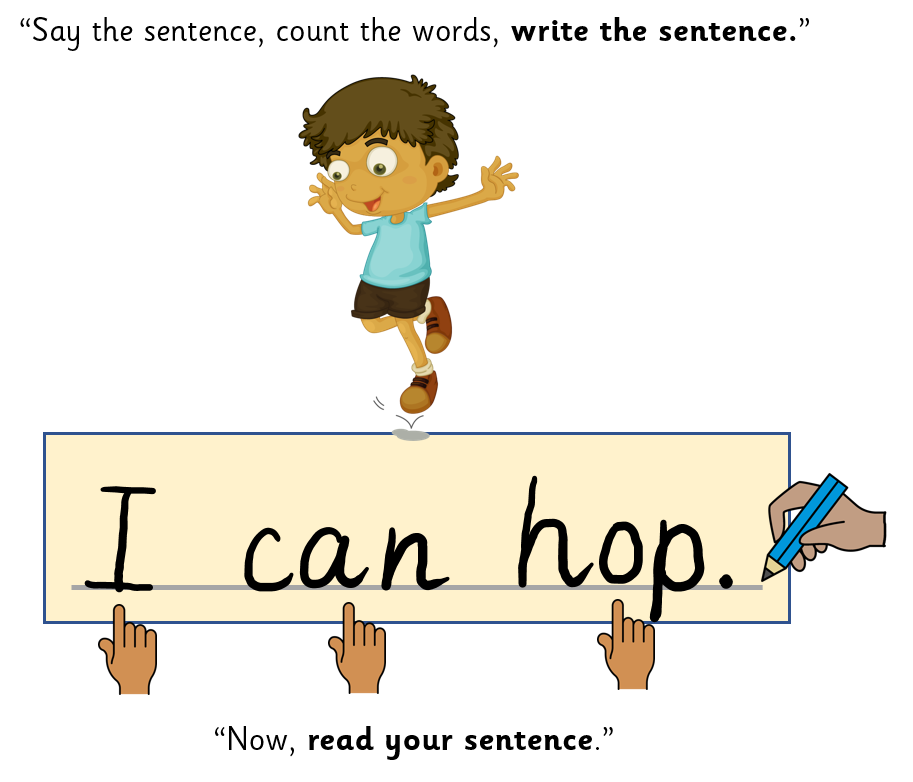 “Say the sentence, count the words, write the sentence.”
I can hop.
“Now, read your sentence.”